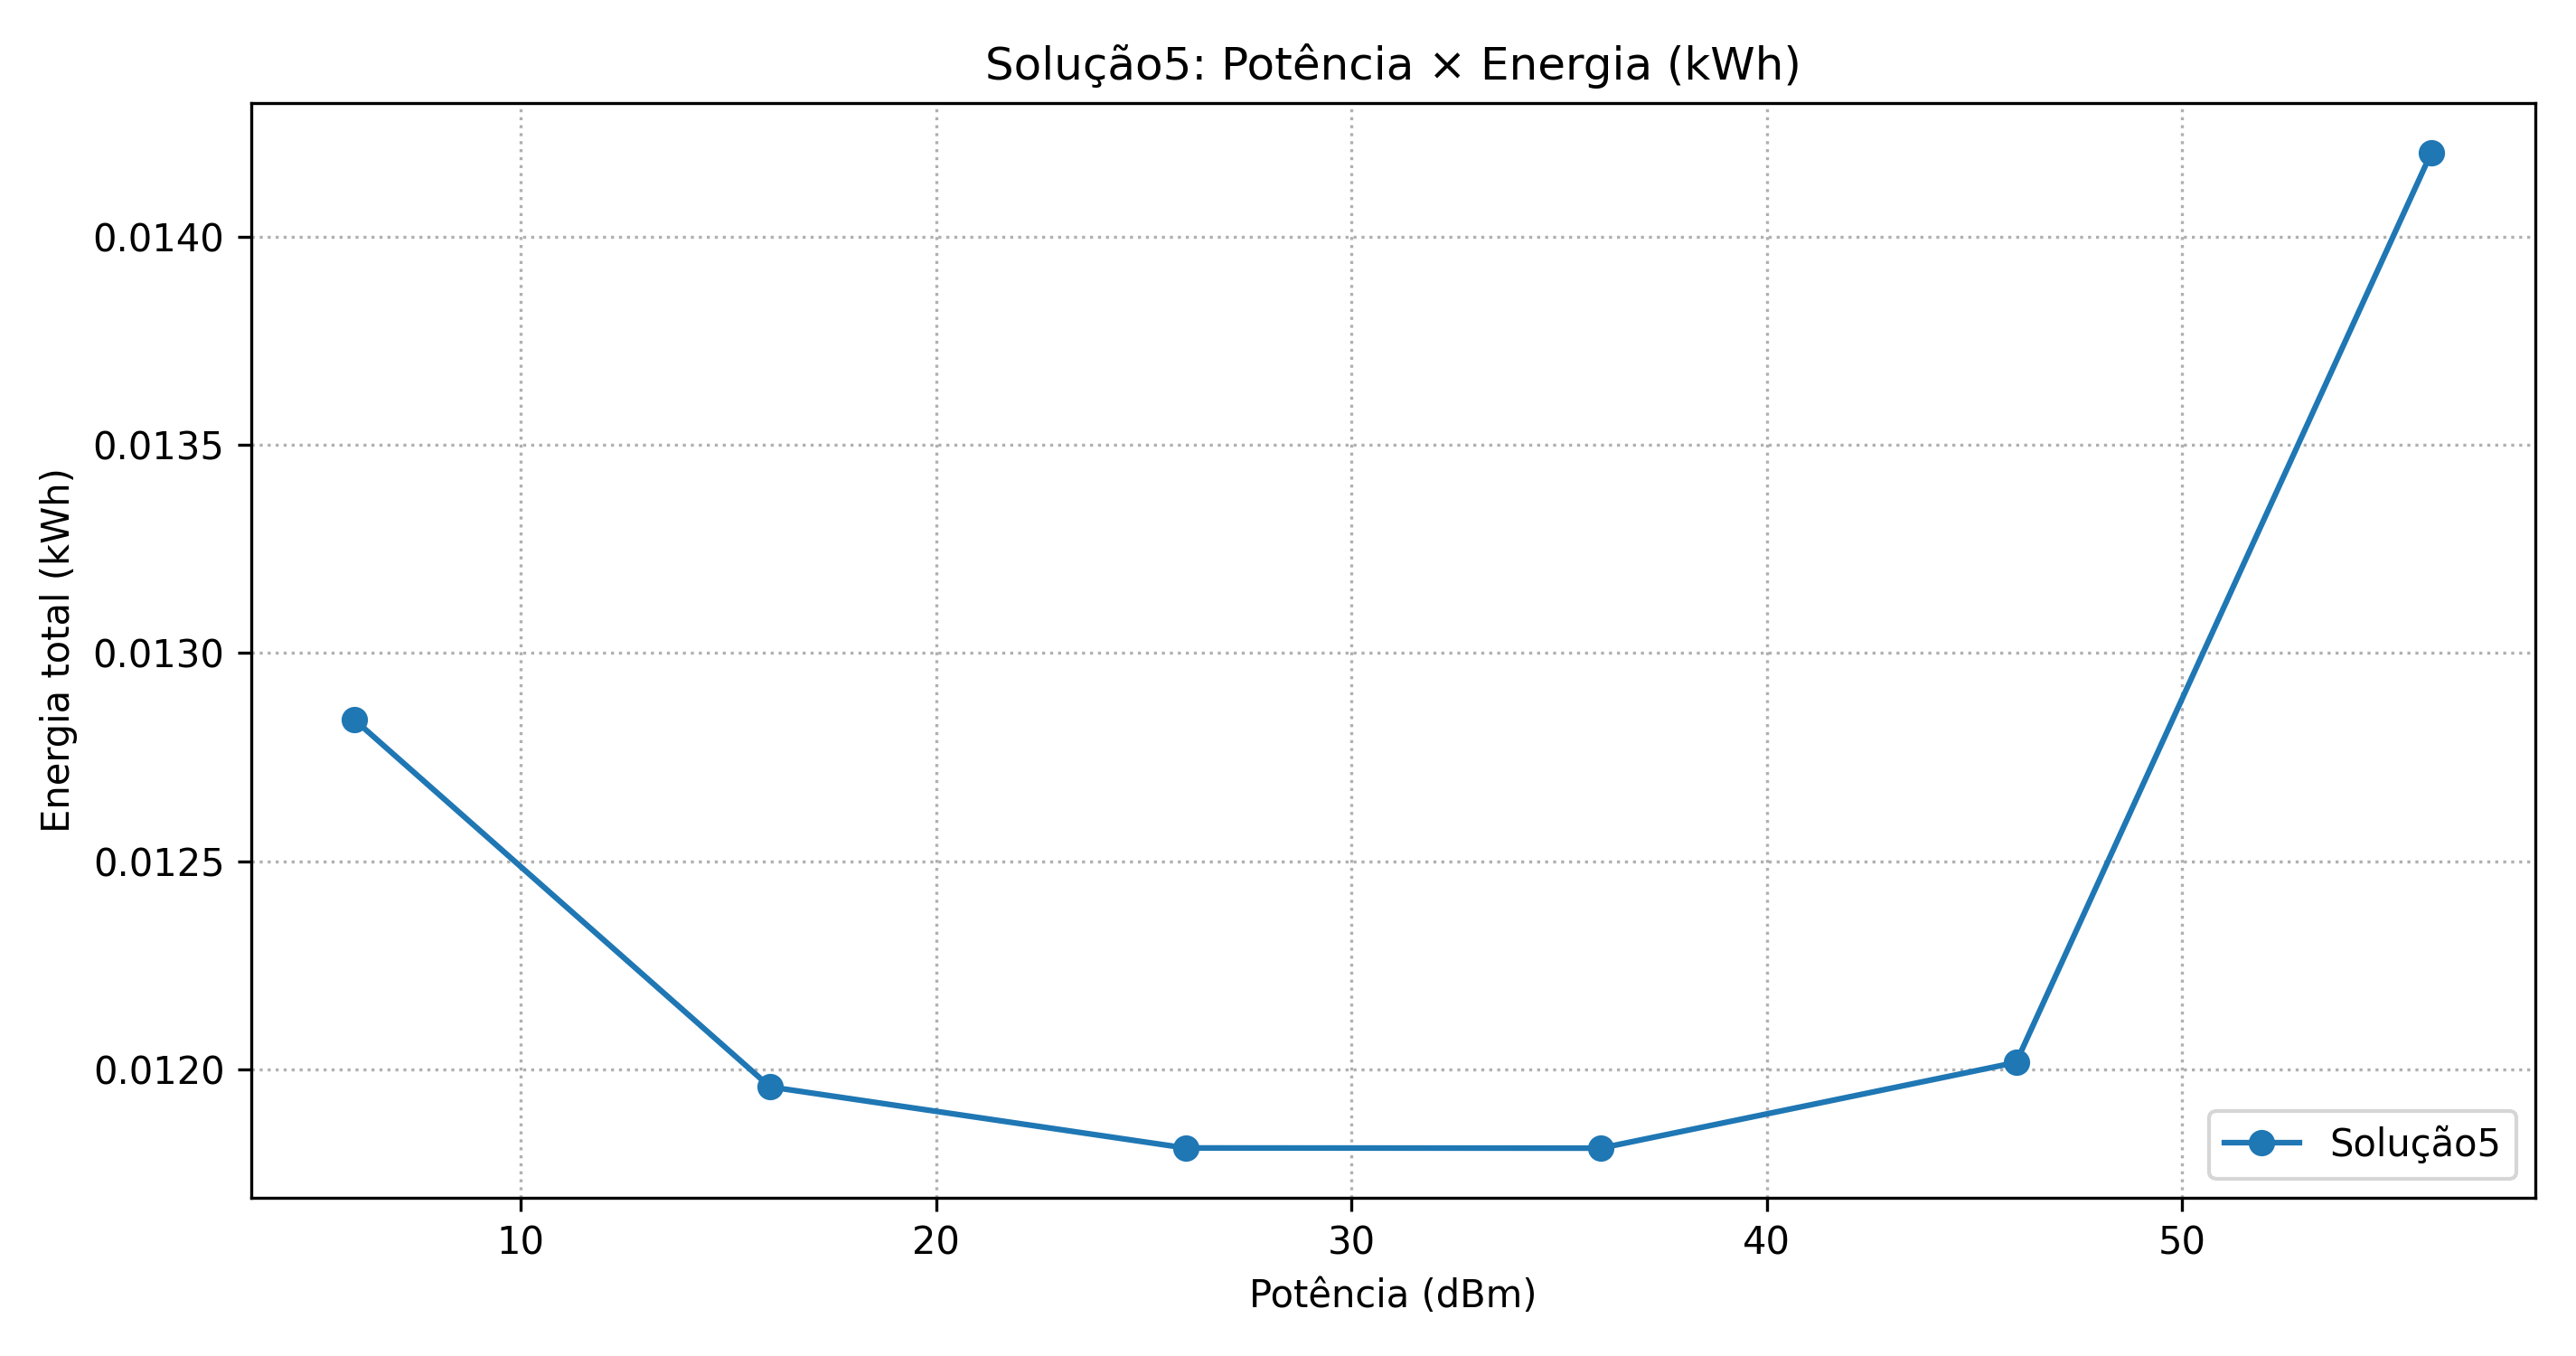 Solução5: Potência × Energia (kWh)
Energia total (kWh)
0.0140
0.0135
0.0130
0.0125
0.0120
10 20 30 40 50
Potência (dBm)
Solução5